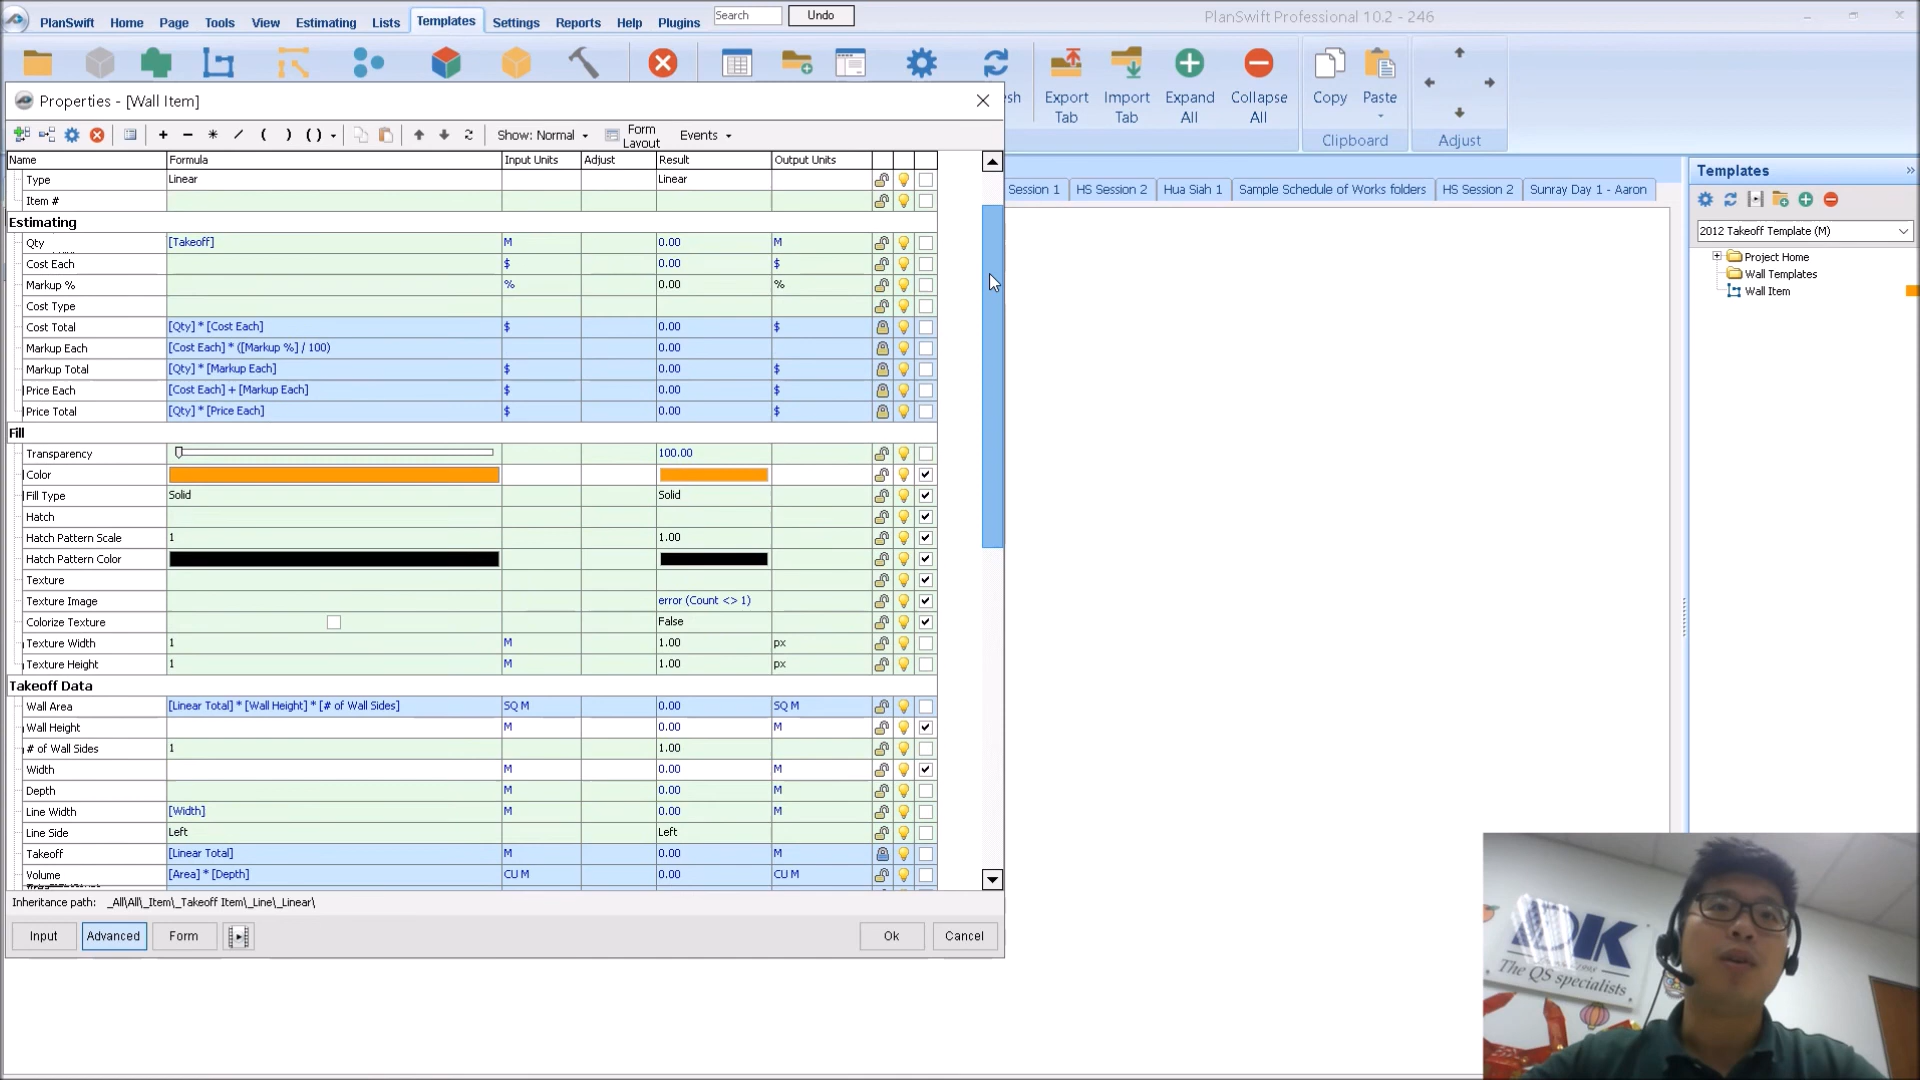 PlanSwift Home Page Tools View Estimating Lists Templates Settings Reports Help Plugins Search Undo PlanSwift Professional 10.2 - 246
Export Tab Import Tab Expand All Collapse All Copy Paste
Clipboard Adjust
Properties - [Wall Item]
+ - * / ( ) ( ) Show: Normal Form Layout Events
Name Formula Input Units Adjust Result Output Units
Type Linear Linear
Item #
Estimating
Qty [Takeoff] M 0.00 M
Cost Each $ 0.00 $
Markup % % 0.00 %
Cost Type
Cost Total [Qty] * [Cost Each] $ 0.00 $
Markup Each [Cost Each] * ([Markup %] / 100) 0.00
Markup Total [Qty] * [Markup Each] $ 0.00 $
Price Each [Cost Each] + [Markup Each] $ 0.00 $
Price Total [Qty] * [Price Each] $ 0.00 $
Fill
Transparency 100.00
Color
Fill Type Solid Solid
Hatch
Hatch Pattern Scale 1 1.00
Hatch Pattern Color
Texture
Texture Image error (Count <> 1)
Colorize Texture False
Texture Width 1 M 1.00 px
Texture Height 1 M 1.00 px
Takeoff Data
Wall Area [Linear Total] * [Wall Height] * [# of Wall Sides] SQ M 0.00 SQ M
Wall Height M 0.00 M
# of Wall Sides 1 1.00
Width M 0.00 M
Depth M 0.00 M
Line Width [Width] M 0.00 M
Line Side Left Left
Takeoff [Linear Total] M 0.00 M
Volume [Area] * [Depth] CU M 0.00 CU M
Inheritance path: _All\All\_Item\_Takeoff Item\_Line\_Linear\
Input Advanced Form Ok Cancel
Session 1 HS Session 2 Hua Siah 1 Sample Schedule of Works folders HS Session 2 Sunray Day 1 - Aaron
Templates
2012 Takeoff Template (M)
Project Home
Wall Templates
Wall Item
DK
The QS specialists